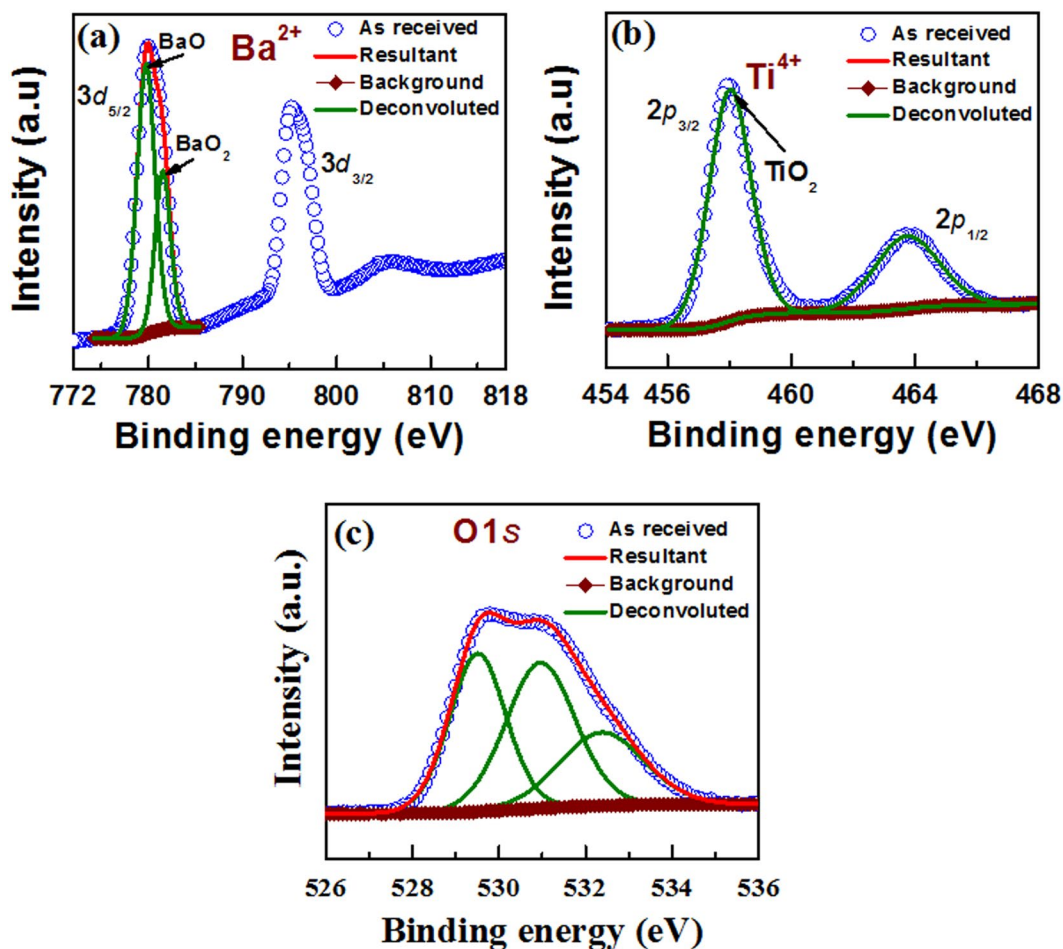 (a)
BaO
Ba²⁺
As received
Resultant
Background
Deconvoluted
3d₅/₂
BaO₂
3d₃/₂
Intensity (a.u)
772 780 790 800 810 818
Binding energy (eV)
(b)
Ti⁴⁺
As received
Resultant
Background
Deconvoluted
2p₃/₂
TiO₂
2p₁/₂
Intensity (a.u)
454 456 460 464 468
Binding energy (eV)
(c)
O1s
As received
Resultant
Background
Deconvoluted
Intensity (a.u.)
526 528 530 532 534 536
Binding energy (eV)